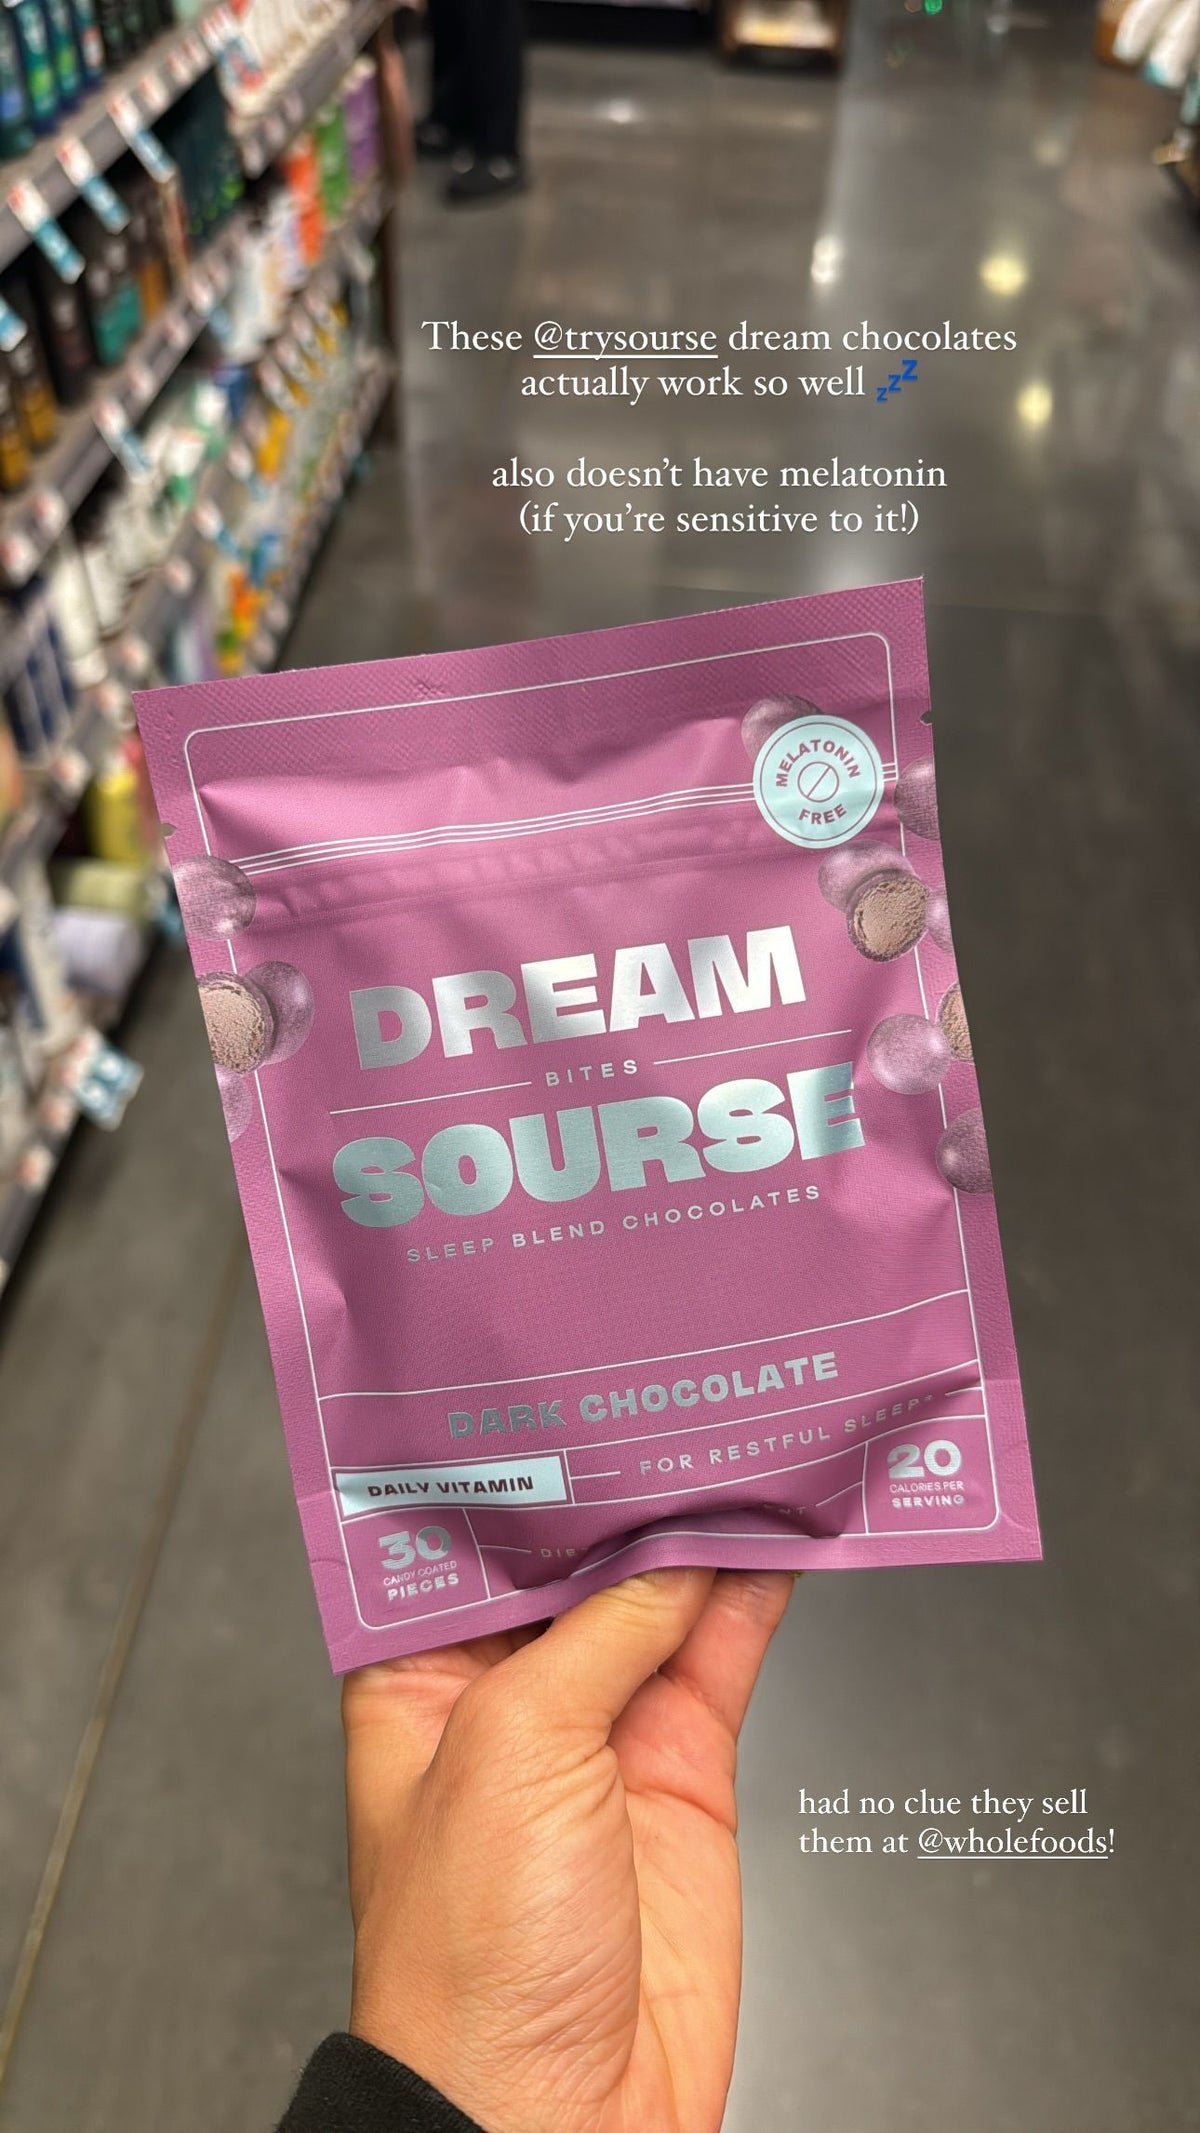 These @trysourse dream chocolates
actually work so well 💤
also doesn't have melatonin
(if you're sensitive to it!)
MELATONIN
FREE
DREAM
BITES
SOURSE
SLEEP BLEND CHOCOLATES
DARK CHOCOLATE
DAILY VITAMIN
FOR RESTFUL SLEEP
20
CALORIES PER
SERVING
30
CANDY COATED
PIECES
had no clue they sell
them at @wholefoods!